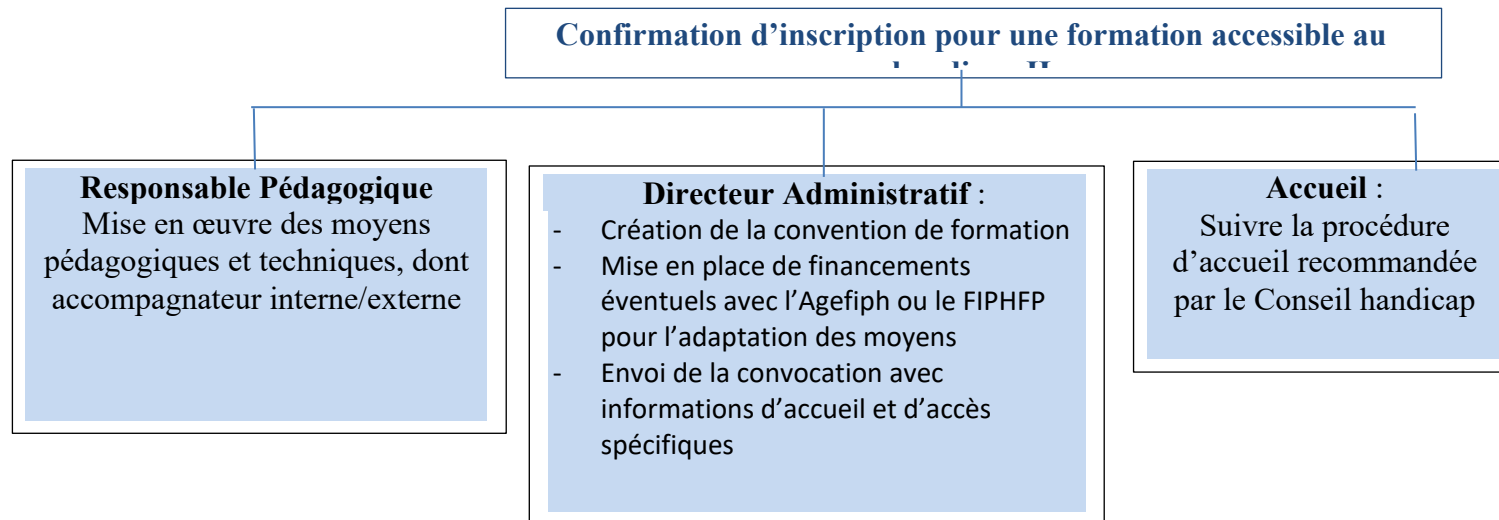 Confirmation d’inscription pour une formation accessible au
Responsable Pédagogique
Mise en œuvre des moyens
pédagogiques et techniques, dont
accompagnateur interne/externe
Directeur Administratif :
- Création de la convention de formation
- Mise en place de financements
éventuels avec l’Agefiph ou le FIPHFP
pour l’adaptation des moyens
- Envoi de la convocation avec
informations d’accueil et d’accès
spécifiques
Accueil :
Suivre la procédure
d’accueil recommandée
par le Conseil handicap